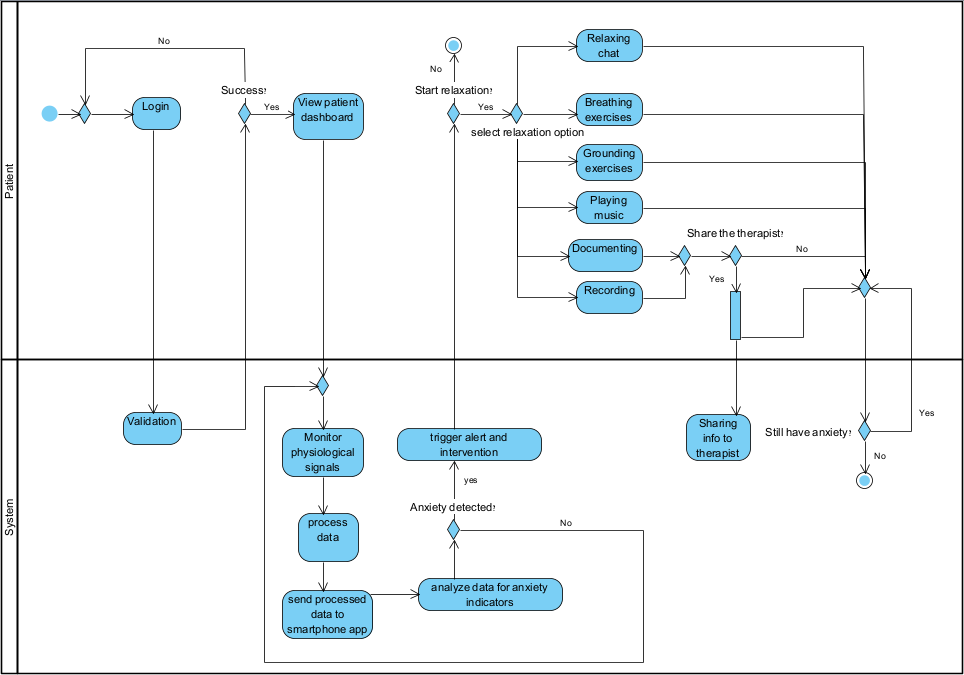 Patient
No
Success?
Yes
Login
View patient
dashboard
No
Start relaxation?
Yes
select relaxation option
Relaxing
chat
Breathing
exercises
Grounding
exercises
Playing
music
Documenting
Recording
Share the therapist?
No
Yes
System
Validation
Monitor
physiological
signals
process
data
send processed
data to
smartphone app
trigger alert and
intervention
yes
Anxiety detected?
No
analyze data for anxiety
indicators
Sharing
info to
therapist
Still have anxiety?
Yes
No